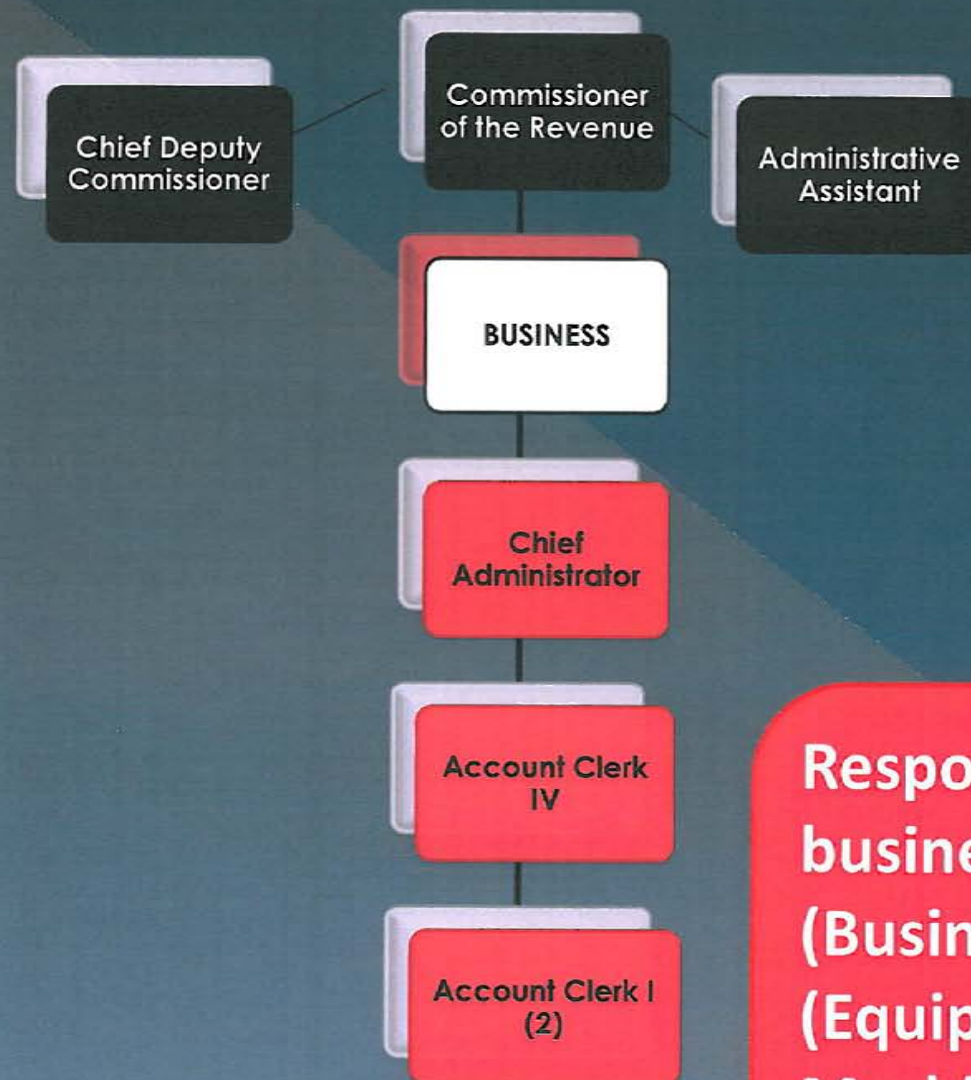 Commissioner
of the Revenue
Chief Deputy
Commissioner
Administrative
Assistant
BUSINESS
Chief
Administrator
Account Clerk
IV
Account Clerk I
(2)
Respo
busine
(Busin
(Equip